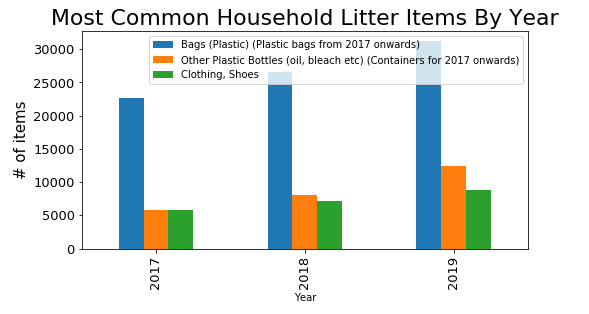 Most Common Household Litter Items By Year
Bags (Plastic) (Plastic bags from 2017 onwards)
Other Plastic Bottles (oil, bleach etc) (Containers for 2017 onwards)
Clothing, Shoes
# of items
30000
25000
20000
15000
10000
5000
0
2017
2018
2019
Year